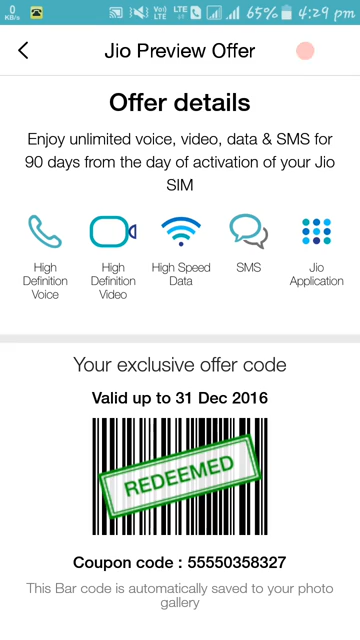 0
KB/s
Vo))
LTE
LTE
65%
4:29 pm
Jio Preview Offer
Offer details
Enjoy unlimited voice, video, data & SMS for
90 days from the day of activation of your Jio
SIM
High
Definition
Voice
High
Definition
Video
High Speed
Data
SMS
Jio
Application
Your exclusive offer code
Valid up to 31 Dec 2016
REDEEMED
Coupon code : 55550358327
This Bar code is automatically saved to your photo
gallery